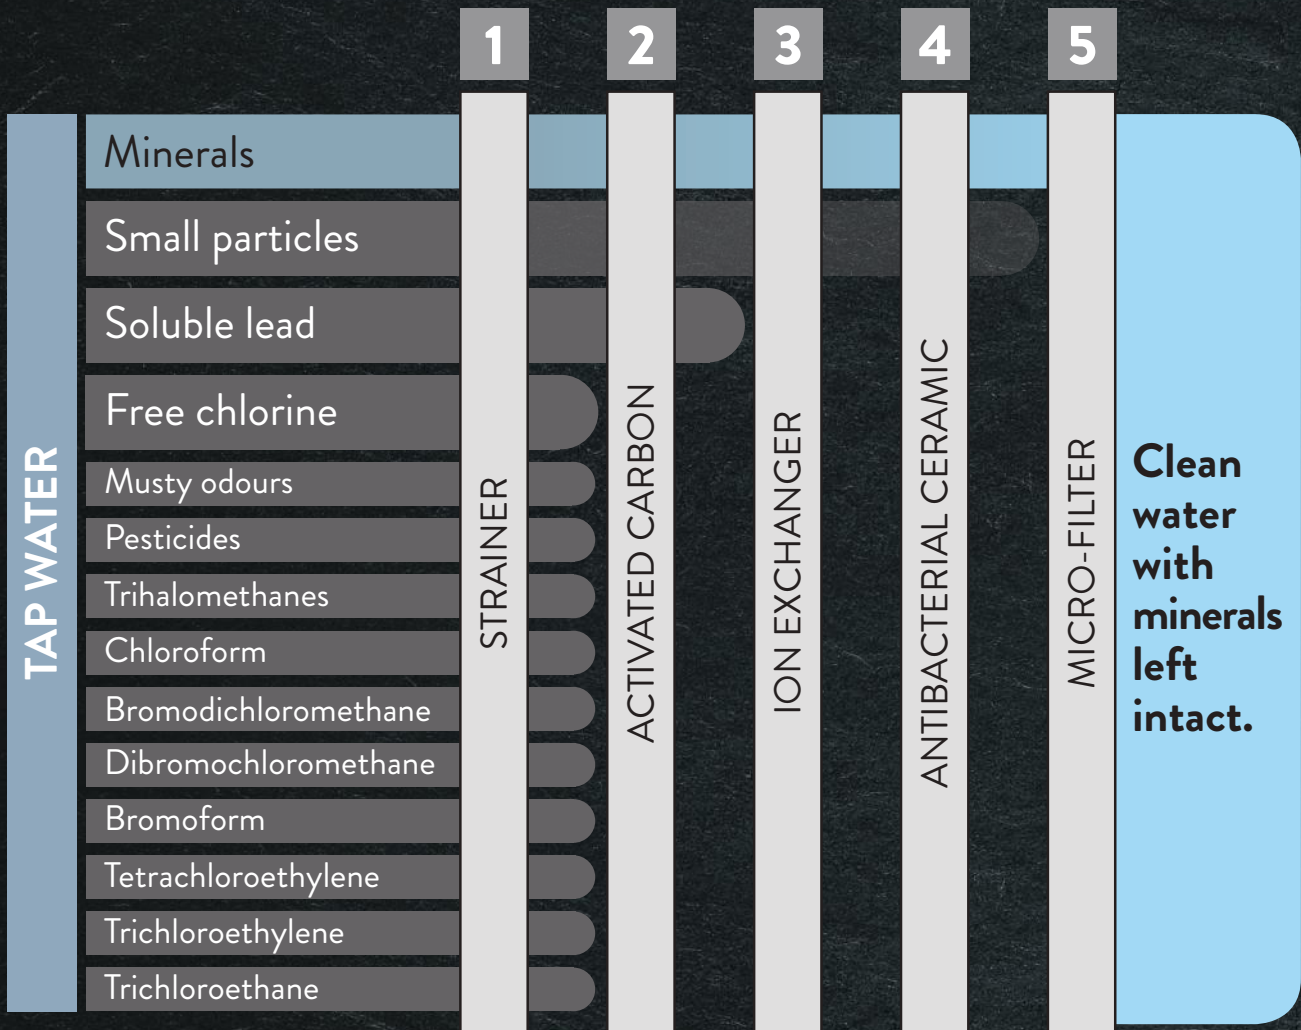 1
2
3
4
5
TAP WATER
Minerals
Small particles
Soluble lead
Free chlorine
Musty odours
Pesticides
Trihalomethanes
Chloroform
Bromodichloromethane
Dibromochloromethane
Bromoform
Tetrachloroethylene
Trichloroethylene
Trichloroethane
STRAINER
ACTIVATED CARBON
ION EXCHANGER
ANTIBACTERIAL CERAMIC
MICRO-FILTER
Clean
water
with
minerals
left
intact.